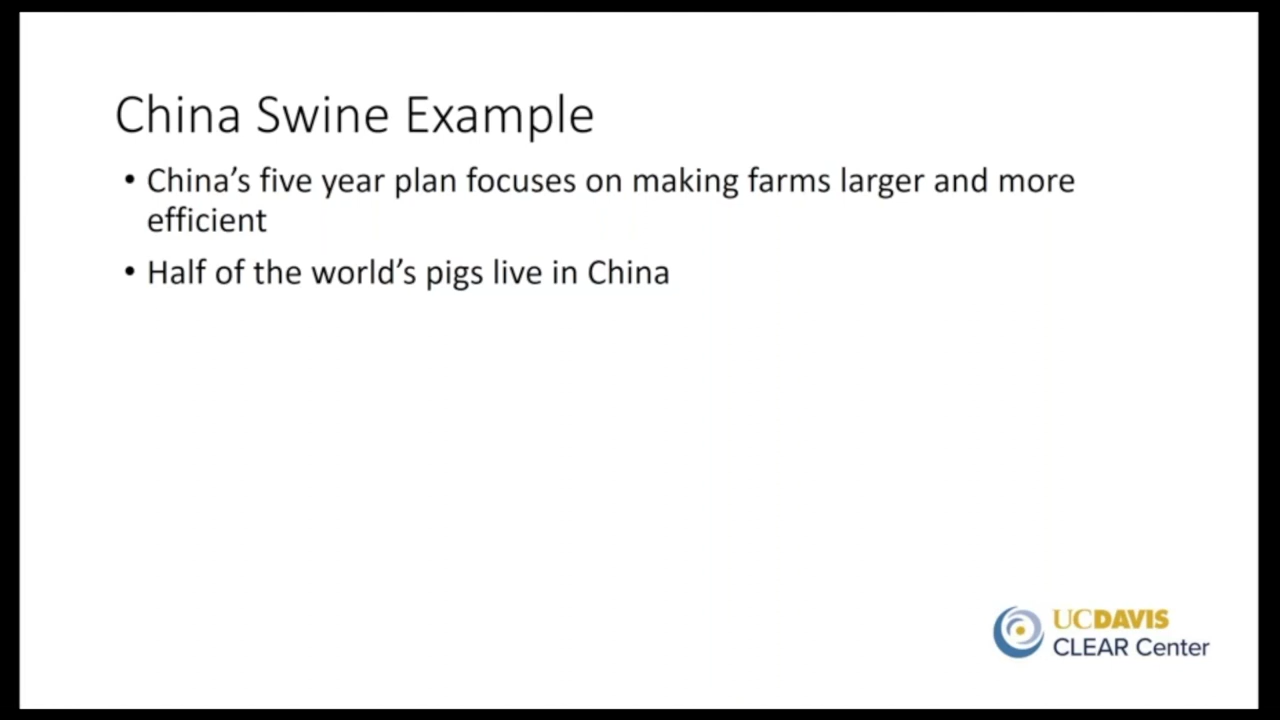 China Swine Example
• China’s five year plan focuses on making farms larger and more
efficient
• Half of the world’s pigs live in China
UCDAVIS
CLEAR Center